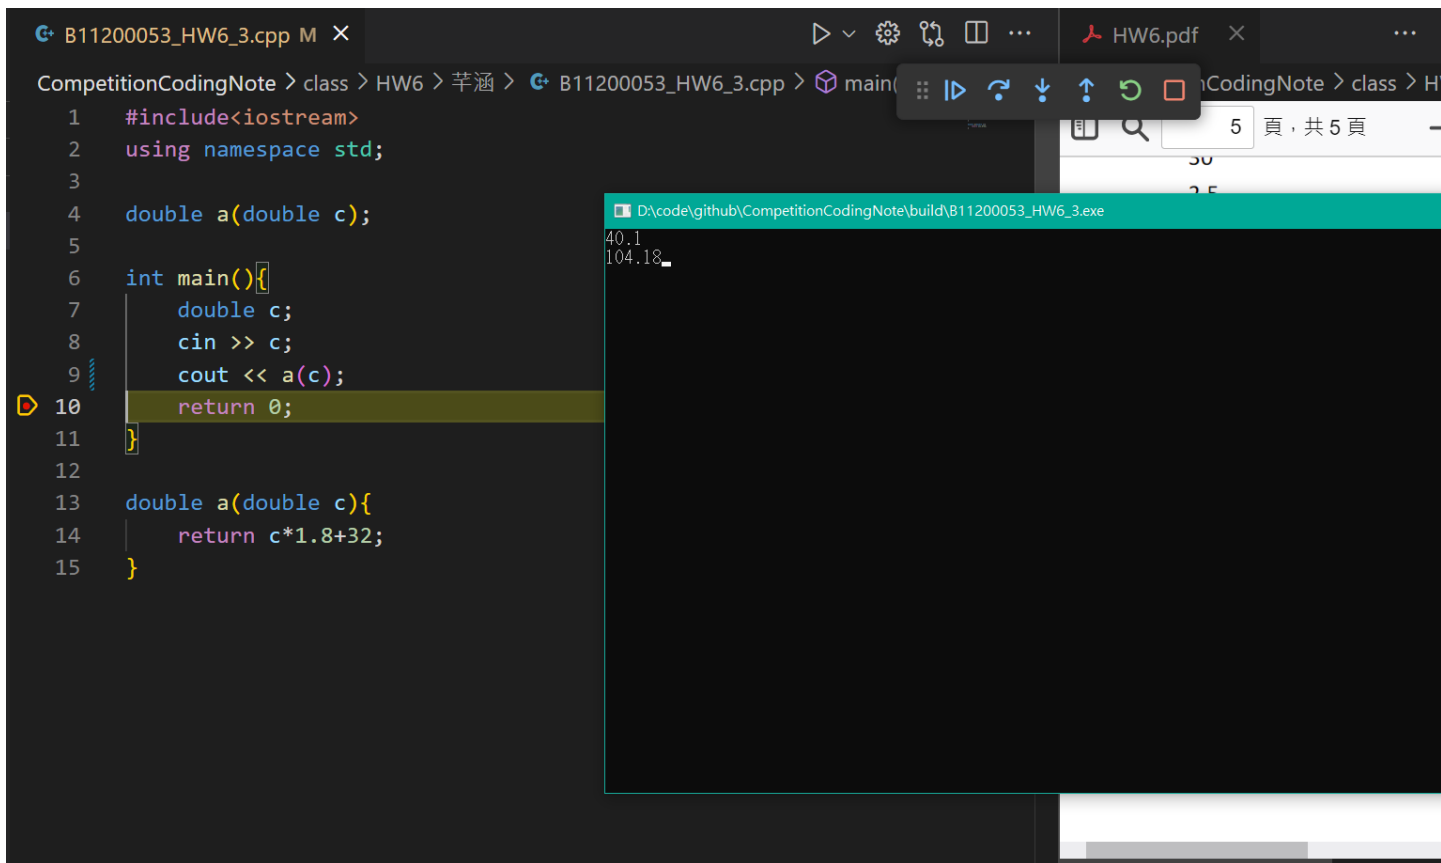 B11200053_HW6_3.cpp M
HW6.pdf
CompetitionCodingNote > class > HW6 > 芊涵 > B11200053_HW6_3.cpp > main(
CodingNote > class > H
5 頁，共 5 頁
30
2.5
1 #include<iostream>
2 using namespace std;
3
4 double a(double c);
5
6 int main(){
7 double c;
8 cin >> c;
9 cout << a(c);
10 return 0;
11 }
12
13 double a(double c){
14 return c*1.8+32;
15 }
D:\code\github\CompetitionCodingNote\build\B11200053_HW6_3.exe
40.1
104.18